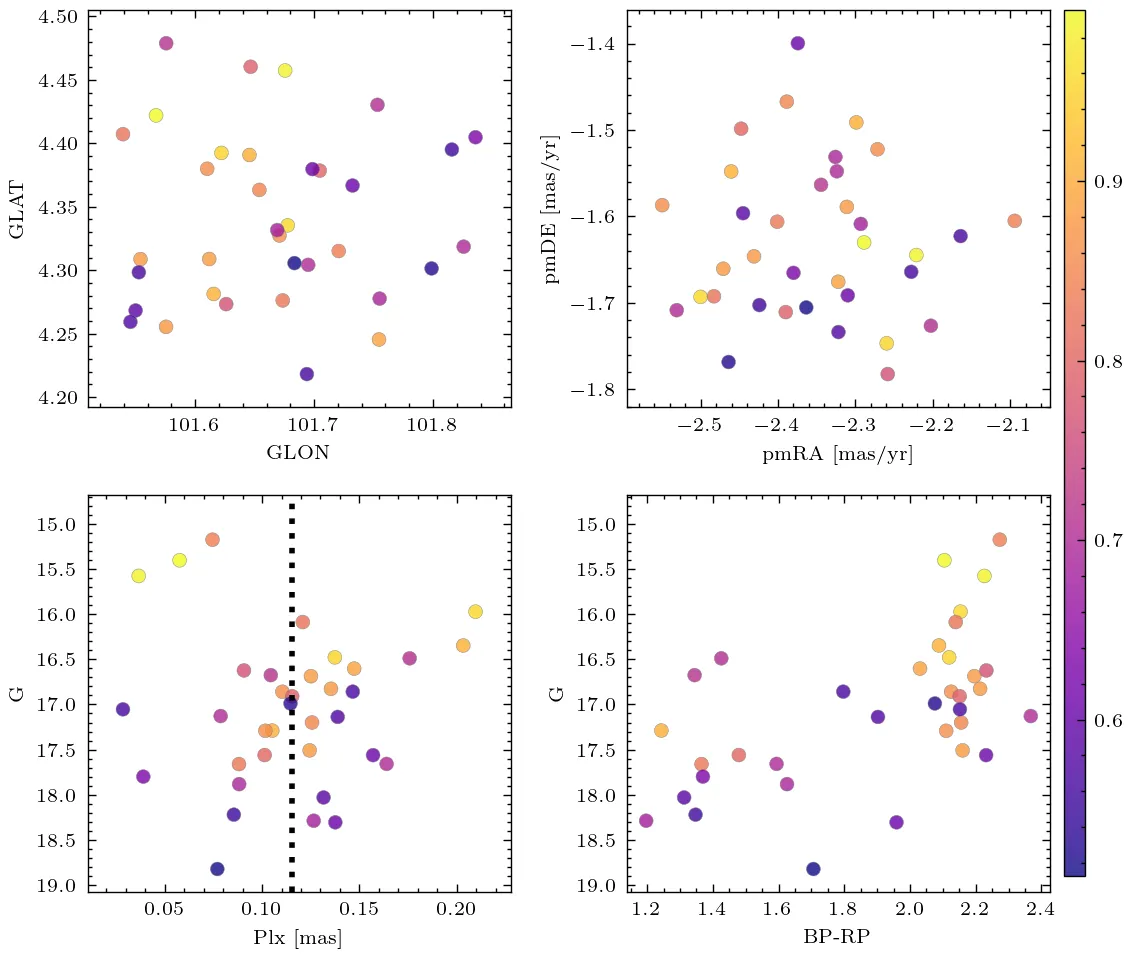 4.50
4.45
4.40
4.35
4.30
4.25
4.20
GLAT
101.6 101.7 101.8
GLON
−1.4
−1.5
−1.6
−1.7
−1.8
pmDE [mas/yr]
−2.5 −2.4 −2.3 −2.2 −2.1
pmRA [mas/yr]
0.9
0.8
0.7
0.6
15.0
15.5
16.0
16.5
17.0
17.5
18.0
18.5
19.0
G
0.05 0.10 0.15 0.20
Plx [mas]
15.0
15.5
16.0
16.5
17.0
17.5
18.0
18.5
19.0
G
1.2 1.4 1.6 1.8 2.0 2.2 2.4
BP-RP